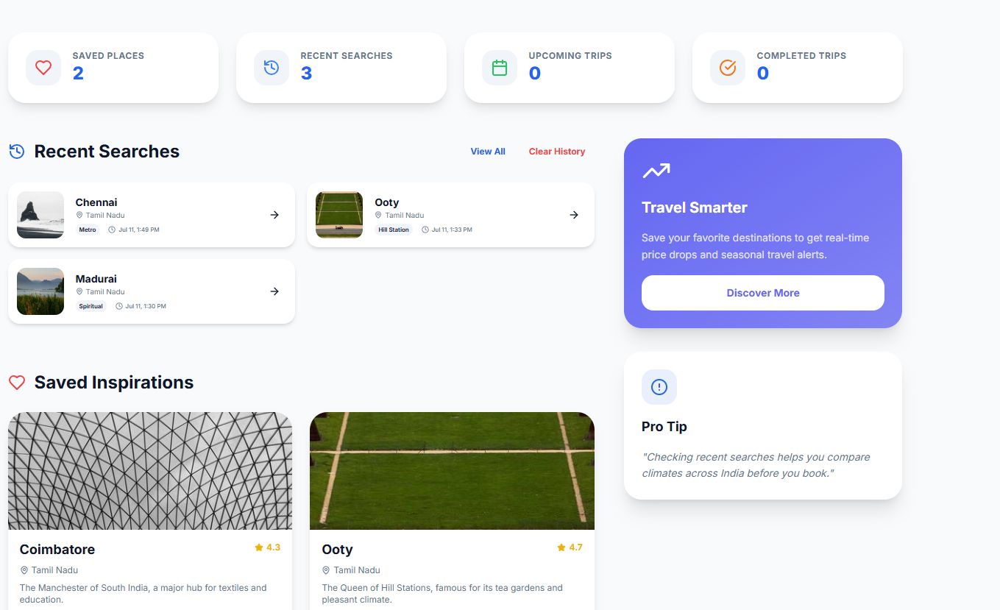 SAVED PLACES
2
RECENT SEARCHES
3
UPCOMING TRIPS
0
COMPLETED TRIPS
0
Recent Searches
View All
Clear History
Chennai
Tamil Nadu
Metro
Jul 11, 1:49 PM
Ooty
Tamil Nadu
Hill Station
Jul 11, 1:33 PM
Madurai
Tamil Nadu
Spiritual
Jul 11, 1:30 PM
Travel Smarter
Save your favorite destinations to get real-time
price drops and seasonal travel alerts.
Discover More
Pro Tip
"Checking recent searches helps you compare
climates across India before you book."
Saved Inspirations
Coimbatore
4.3
Tamil Nadu
The Manchester of South India, a major hub for textiles and
education.
Ooty
4.7
Tamil Nadu
The Queen of Hill Stations, famous for its tea gardens and
pleasant climate.